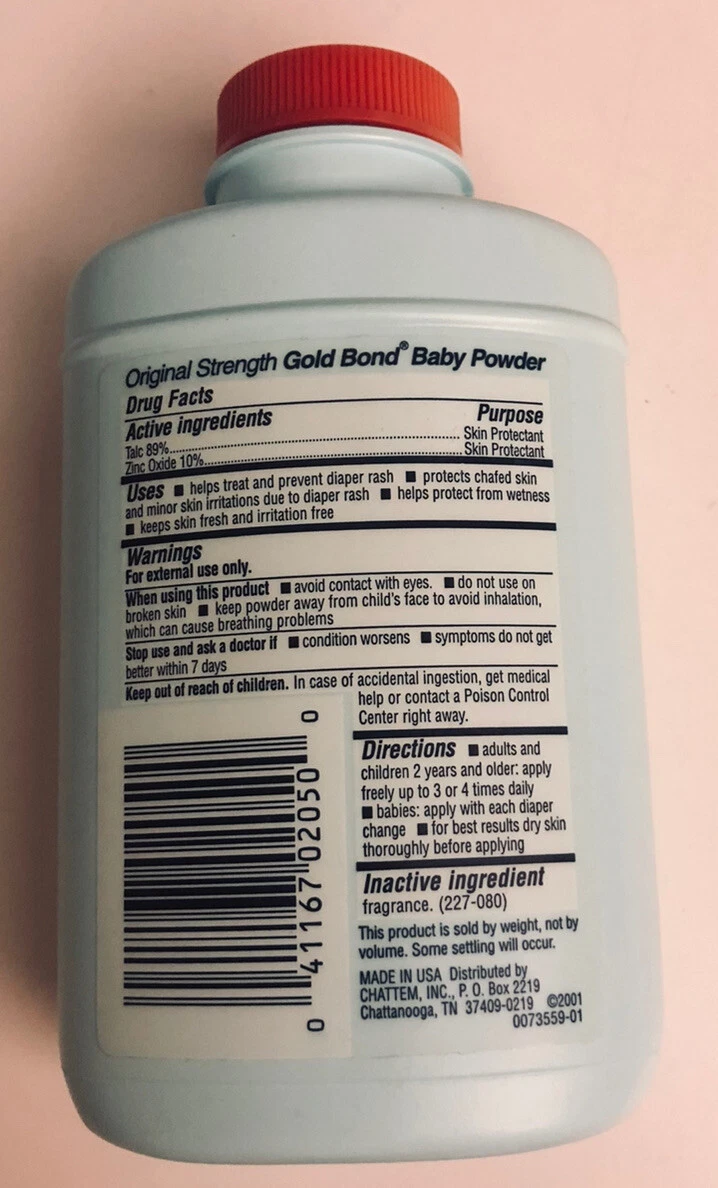 Original Strength Gold Bond® Baby Powder
Drug Facts
Active ingredients Purpose
Talc 89%........................................................ Skin Protectant
Zinc Oxide 10%.................................................. Skin Protectant
Uses ■ helps treat and prevent diaper rash ■ protects chafed skin
and minor skin irritations due to diaper rash ■ helps protect from wetness
■ keeps skin fresh and irritation free
Warnings
For external use only.
When using this product ■ avoid contact with eyes. ■ do not use on
broken skin ■ keep powder away from child's face to avoid inhalation,
which can cause breathing problems
Stop use and ask a doctor if ■ condition worsens ■ symptoms do not get
better within 7 days
Keep out of reach of children. In case of accidental ingestion, get medical
help or contact a Poison Control
Center right away.
Directions ■ adults and
children 2 years and older: apply
freely up to 3 or 4 times daily
■ babies: apply with each diaper
change ■ for best results dry skin
thoroughly before applying
Inactive ingredient
fragrance. (227-080)
This product is sold by weight, not by
volume. Some settling will occur.
MADE IN USA Distributed by
CHATTEM, INC., P. O. Box 2219
Chattanooga, TN 37409-0219 ©2001
0073559-01
0 41167 02050 0